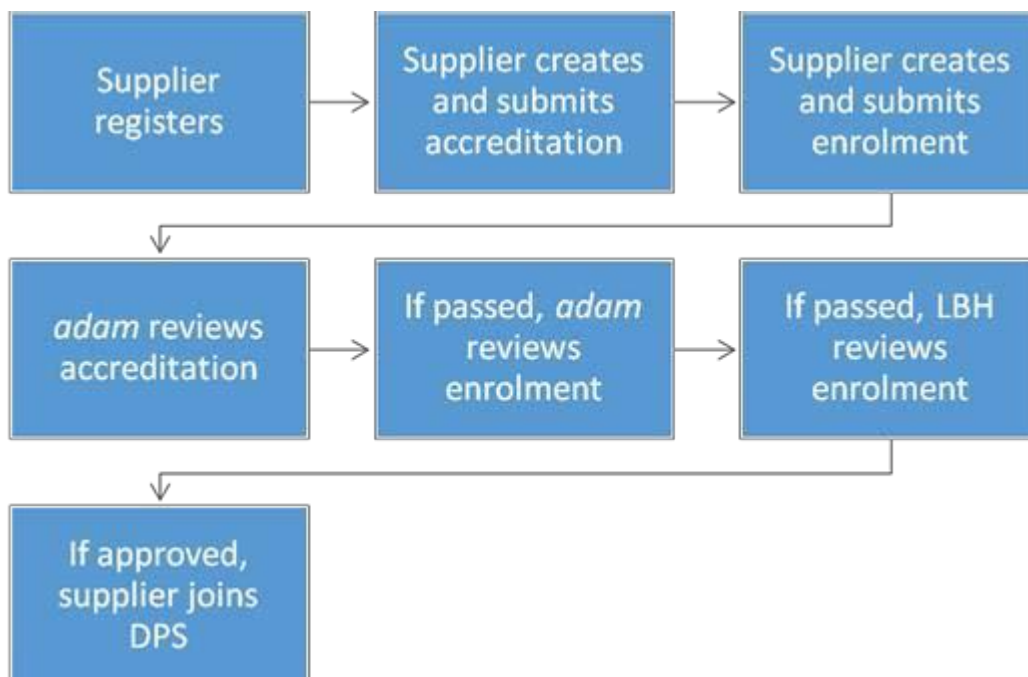 Supplier
registers
Supplier creates
and submits
accreditation
Supplier creates
and submits
enrolment
adam reviews
accreditation
If passed, adam
reviews
enrolment
If passed, LBH
reviews
enrolment
If approved,
supplier joins
DPS